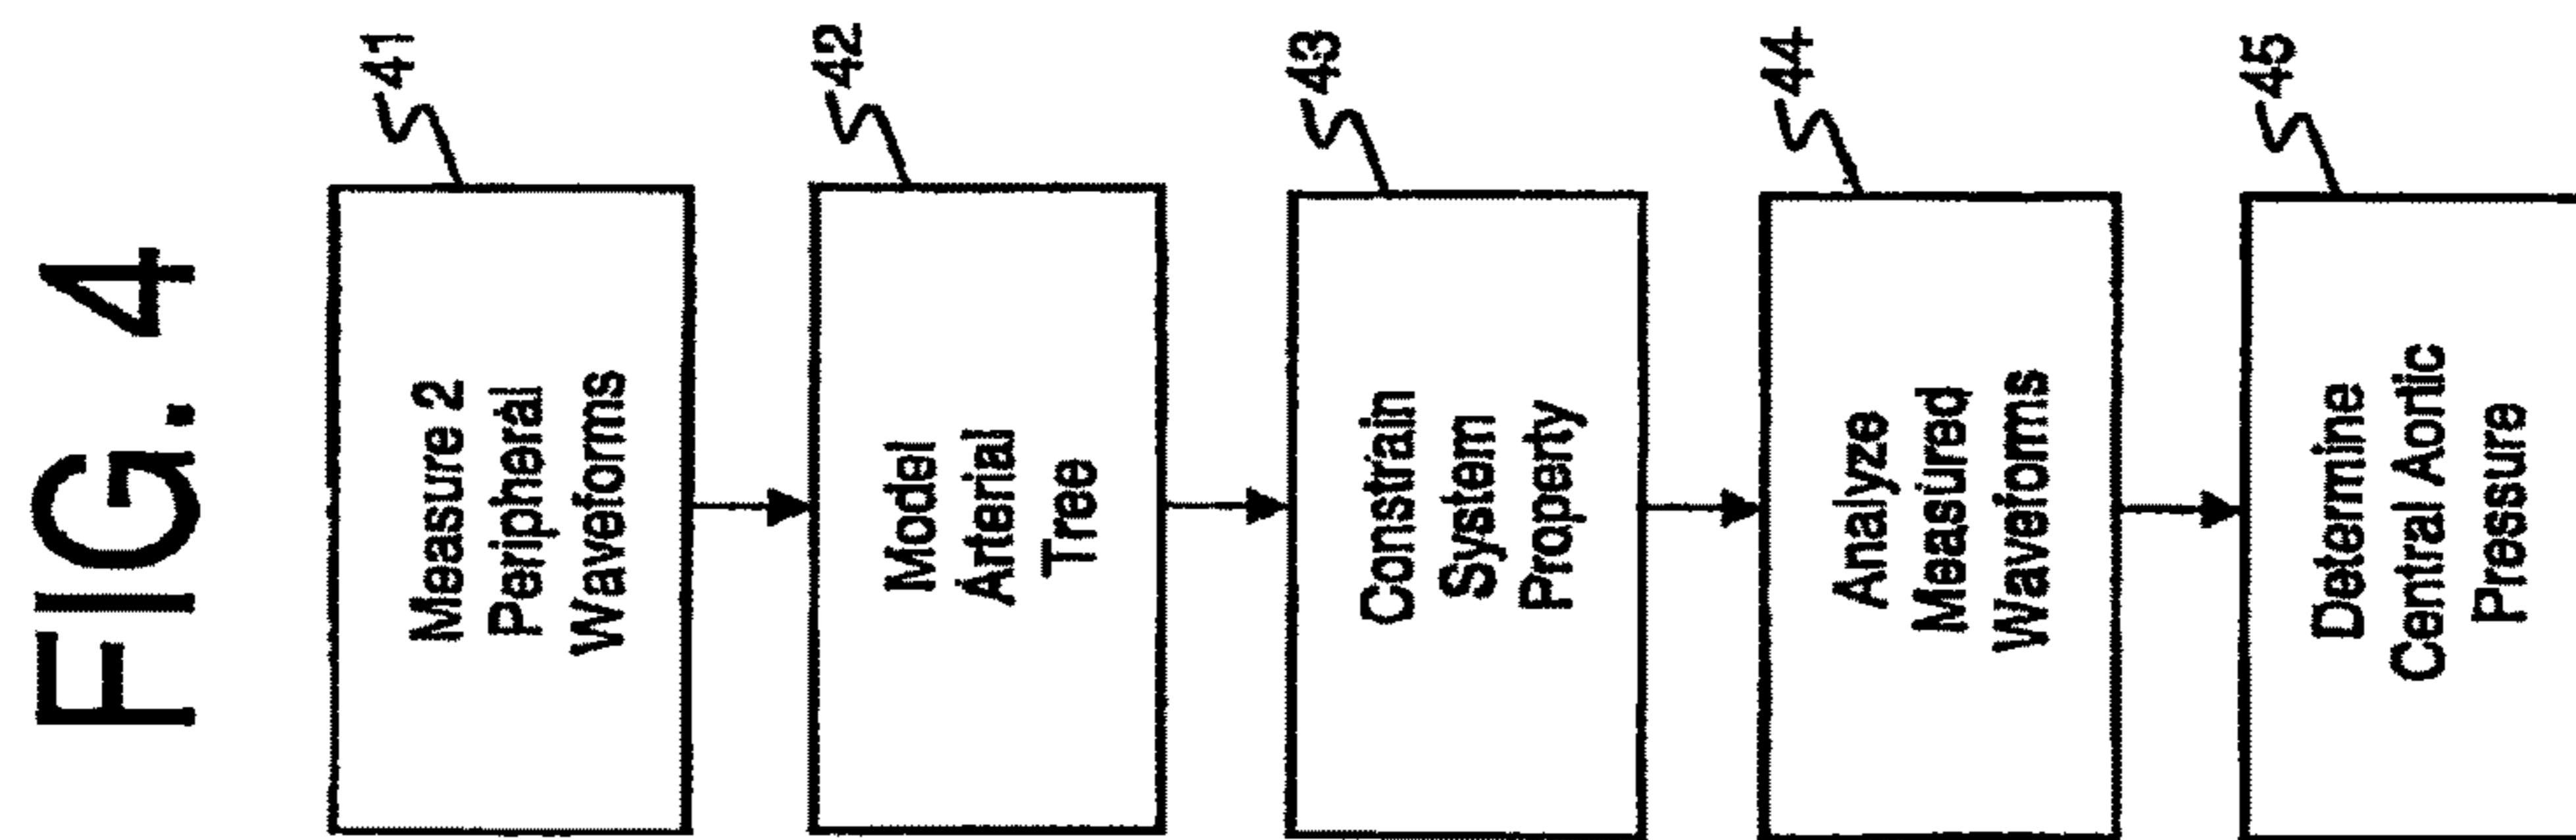 FIG. 4
41
Measure 2
Peripheral
Waveforms
42
Model
Arterial
Tree
43
Constrain
System
Property
44
Analyze
Measured
Waveforms
45
Determine
Central Aortic
Pressure